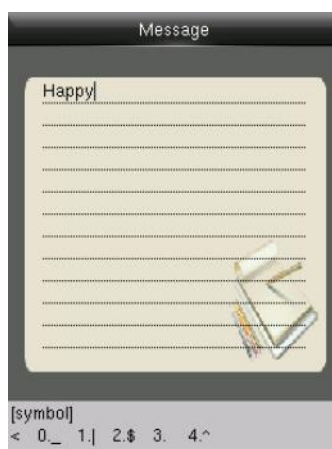 Message
Happy
[symbol]
< 0._ 1.| 2.$ 3. 4.^